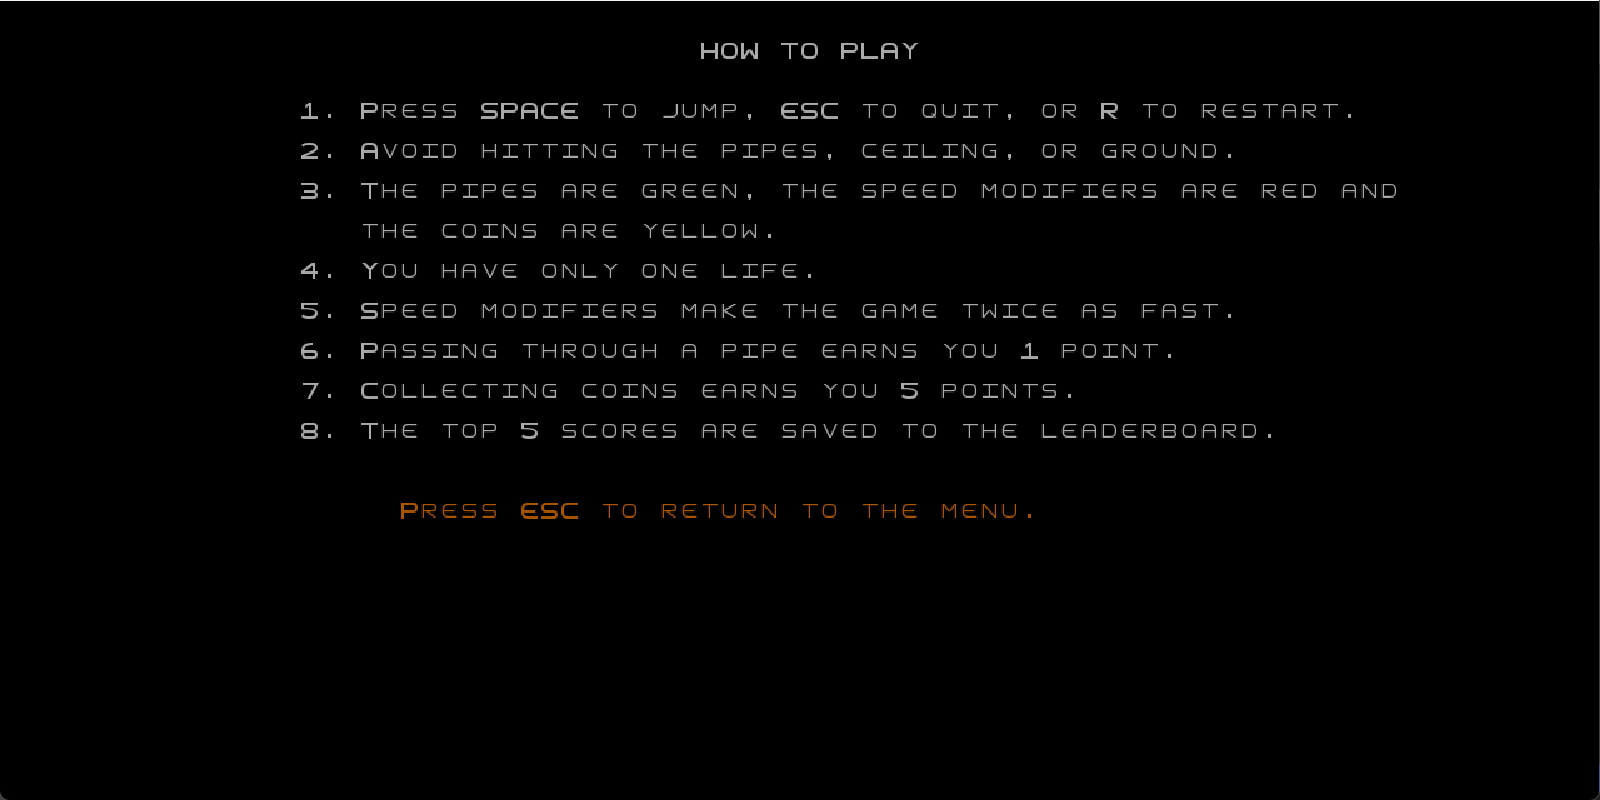 HOW TO PLAY
1. PRESS SPACE TO JUMP, ESC TO QUIT, OR R TO RESTART.
2. AVOID HITTING THE PIPES, CEILING, OR GROUND.
3. THE PIPES ARE GREEN, THE SPEED MODIFIERS ARE RED AND
THE COINS ARE YELLOW.
4. YOU HAVE ONLY ONE LIFE.
5. SPEED MODIFIERS MAKE THE GAME TWICE AS FAST.
6. PASSING THROUGH A PIPE EARNS YOU 1 POINT.
7. COLLECTING COINS EARNS YOU 5 POINTS.
8. THE TOP 5 SCORES ARE SAVED TO THE LEADERBOARD.
PRESS ESC TO RETURN TO THE MENU.